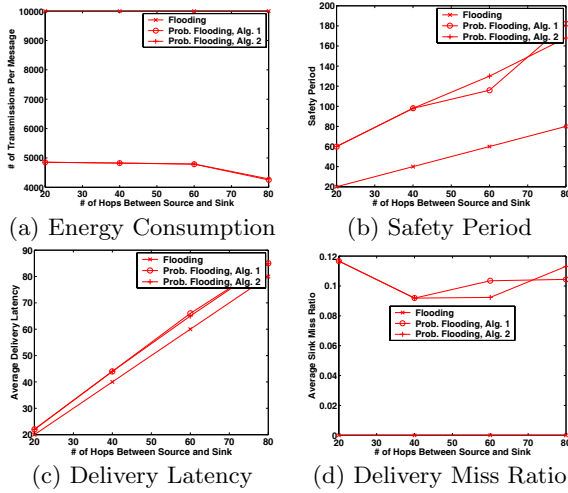 10000
9000
8000
7000
6000
5000
4000
20 30 40 50 60 70 80
# of Transmissions Per Message
# of Hops Between Source and Sink
Flooding
Prob. Flooding, Alg. 1
Prob. Flooding, Alg. 2
(a) Energy Consumption
200
180
160
140
120
100
80
60
40
20
20 30 40 50 60 70 80
Safety Period
# of Hops Between Source and Sink
Flooding
Prob. Flooding, Alg. 1
Prob. Flooding, Alg. 2
(b) Safety Period
90
80
70
60
50
40
30
20
20 30 40 50 60 70 80
Average Delivery Latency
# of Hops Between Source and Sink
Flooding
Prob. Flooding, Alg. 1
Prob. Flooding, Alg. 2
(c) Delivery Latency
0.12
0.1
0.08
0.06
0.04
0.02
0
20 30 40 50 60 70 80
Average Sink Miss Ratio
# of Hops Between Source and Sink
Flooding
Prob. Flooding, Alg. 1
Prob. Flooding, Alg. 2
(d) Delivery Miss Ratio